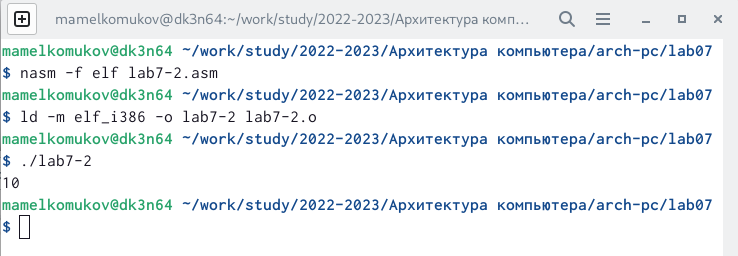 mamelkomukov@dk3n64:~/work/study/2022-2023/Архитектура комп...
mamelkomukov@dk3n64 ~/work/study/2022-2023/Архитектура компьютера/arch-pc/lab07
$ nasm -f elf lab7-2.asm
mamelkomukov@dk3n64 ~/work/study/2022-2023/Архитектура компьютера/arch-pc/lab07
$ ld -m elf_i386 -o lab7-2 lab7-2.o
mamelkomukov@dk3n64 ~/work/study/2022-2023/Архитектура компьютера/arch-pc/lab07
$ ./lab7-2
10
mamelkomukov@dk3n64 ~/work/study/2022-2023/Архитектура компьютера/arch-pc/lab07
$